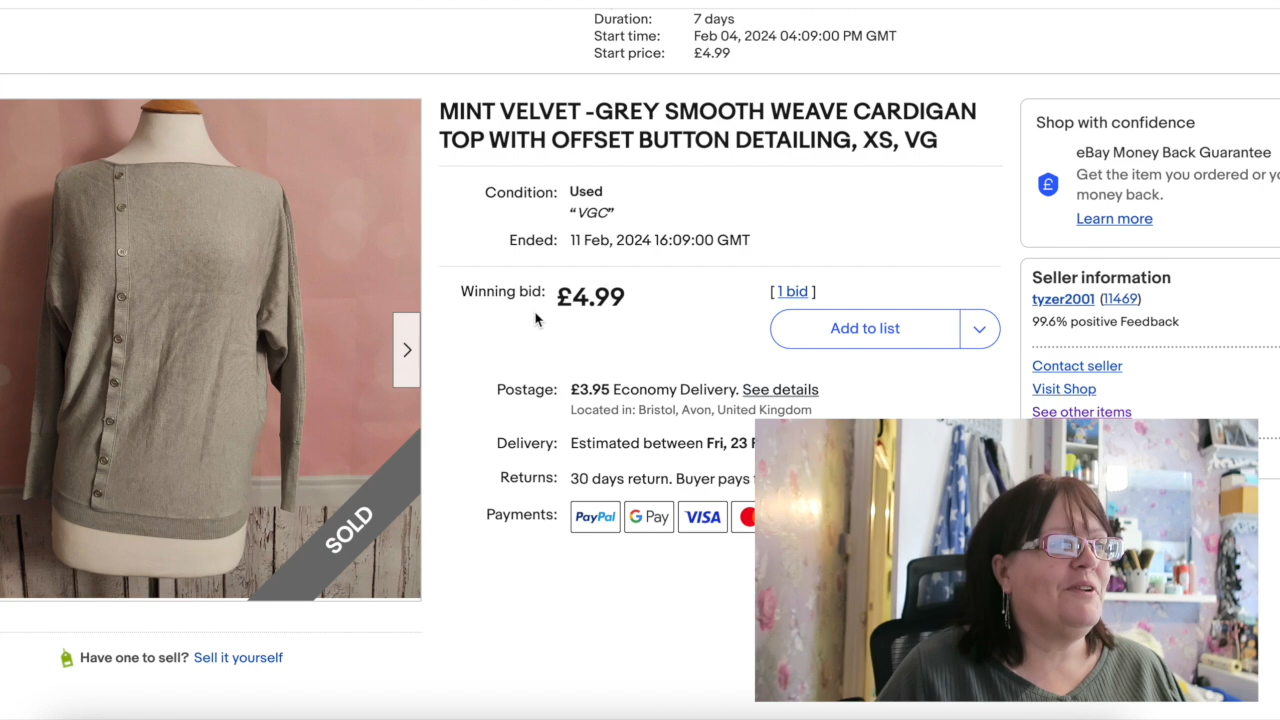 Duration: 7 days
Start time: Feb 04, 2024 04:09:00 PM GMT
Start price: £4.99
MINT VELVET -GREY SMOOTH WEAVE CARDIGAN
TOP WITH OFFSET BUTTON DETAILING, XS, VG
Condition: Used
“VGC”
Ended: 11 Feb, 2024 16:09:00 GMT
Winning bid: £4.99 [ 1 bid ]
Add to list
Postage: £3.95 Economy Delivery. See details
Located in: Bristol, Avon, United Kingdom
Delivery: Estimated between Fri, 23
Returns: 30 days return. Buyer pays
Payments: PayPal G Pay VISA
SOLD
Have one to sell? Sell it yourself
Shop with confidence
eBay Money Back Guarantee
£
Get the item you ordered or
money back.
Learn more
Seller information
tyzer2001 (11469)
99.6% positive Feedback
Contact seller
Visit Shop
See other items